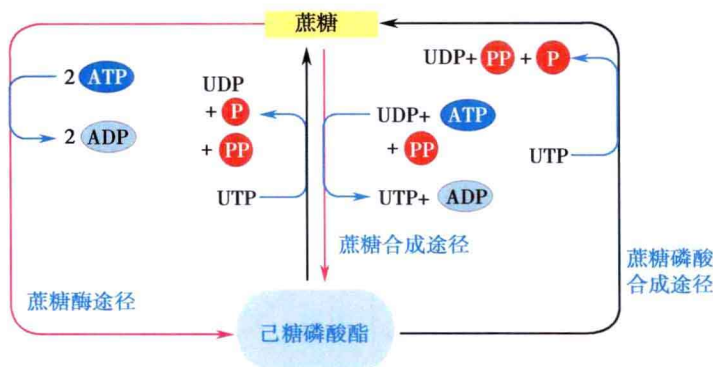 蔗糖
2 ATP
2 ADP
UDP
+ P
+ PP
UTP
UDP+ ATP
+ PP
UTP+ ADP
UDP+ PP + P
UTP
蔗糖合成途径
蔗糖磷酸
合成途径
蔗糖酶途径
己糖磷酸酯